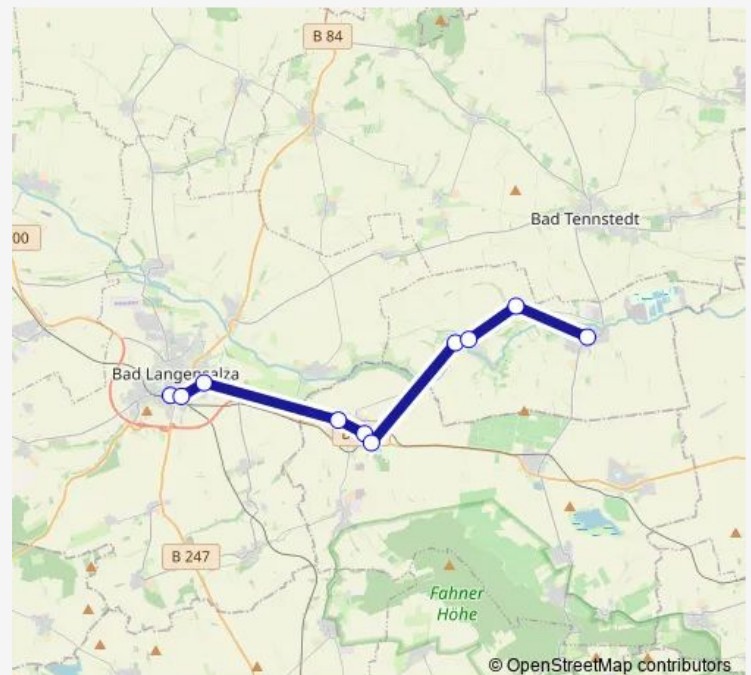 B 84
Bad Tennstedt
00
Bad Langensalza
B
B 247
Fahner
Höhe
© OpenStreetMap contributors